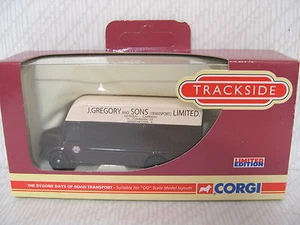 TRACKSIDE
J.GREGORY AND SONS (TRANSPORT) LIMITED.
LIMITED
EDITION
THE BYGONE DAYS OF ROAD TRANSPORT - Suitable for "OO" Scale Model layouts
CORGI